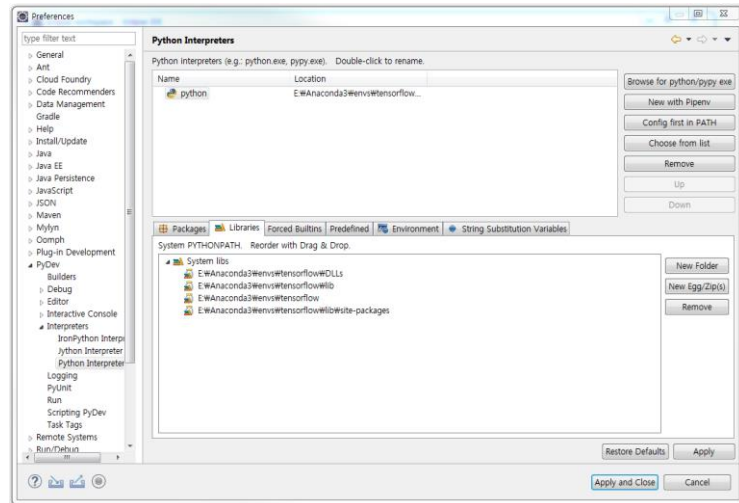 Preferences
type filter text
General
Ant
Cloud Foundry
Code Recommenders
Data Management
Gradle
Help
Install/Update
Java
Java EE
Java Persistence
JavaScript
JSON
Maven
Mylyn
Oomph
Plug-in Development
PyDev
Builders
Debug
Editor
Interactive Console
Interpreters
IronPython Interp
Jython Interpreter
Python Interpreter
Logging
PyUnit
Run
Scripting PyDev
Task Tags
Remote Systems
Run/Debug
Python Interpreters
Python interpreters (e.g.: python.exe, pypy.exe). Double-click to rename.
Name Location
python E:₩Anaconda3₩envs₩tensorflow...
Browse for python/pypy exe
New with Pipenv
Config first in PATH
Choose from list
Remove
Up
Down
Packages Libraries Forced Builtins Predefined Environment String Substitution Variables
System PYTHONPATH. Reorder with Drag & Drop.
System libs
E:₩Anaconda3₩envs₩tensorflow₩DLLs
E:₩Anaconda3₩envs₩tensorflow₩lib
E:₩Anaconda3₩envs₩tensorflow
E:₩Anaconda3₩envs₩tensorflow₩lib₩site-packages
New Folder
New Egg/Zip(s)
Remove
Restore Defaults Apply
Apply and Close Cancel